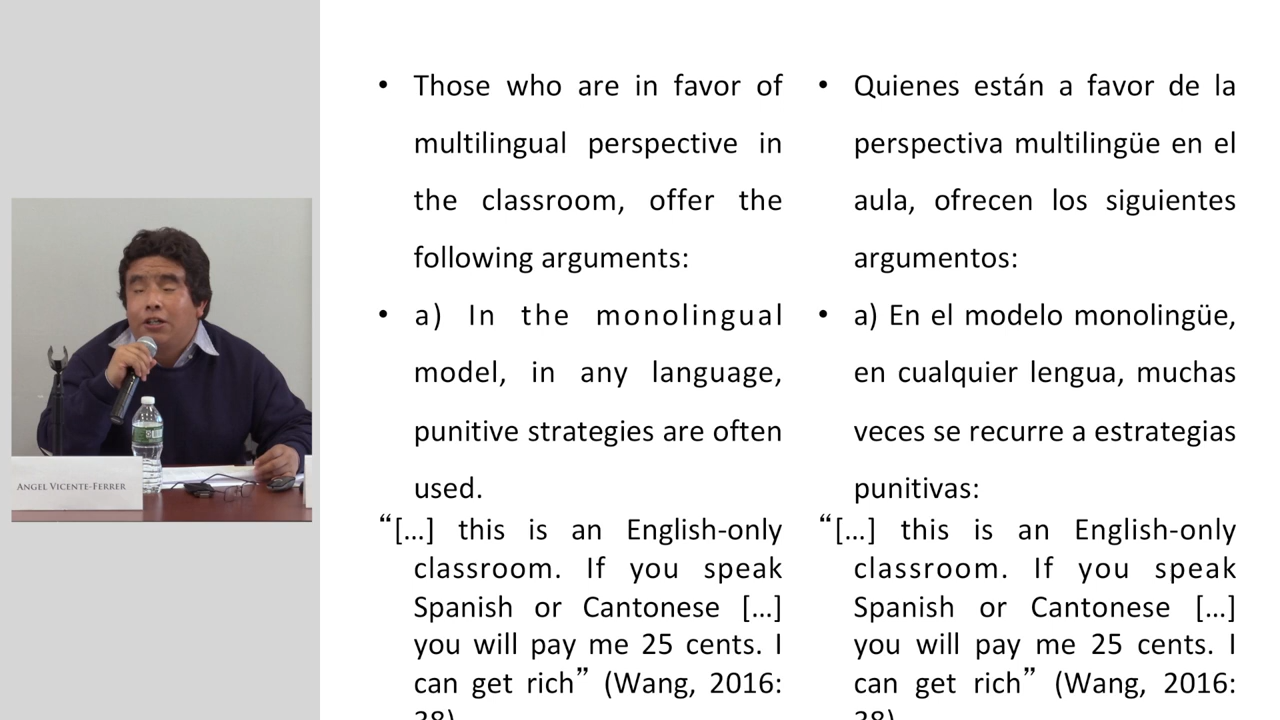 ANGEL VICENTE-FERRER
• Those who are in favor of
multilingual perspective in
the classroom, offer the
following arguments:
• a) In the monolingual
model, in any language,
punitive strategies are often
used.
“[...] this is an English-only
classroom. If you speak
Spanish or Cantonese [...]
you will pay me 25 cents. I
can get rich” (Wang, 2016:
38)
• Quienes están a favor de la
perspectiva multilingüe en el
aula, ofrecen los siguientes
argumentos:
• a) En el modelo monolingüe,
en cualquier lengua, muchas
veces se recurre a estrategias
punitivas:
“[...] this is an English-only
classroom. If you speak
Spanish or Cantonese [...]
you will pay me 25 cents. I
can get rich” (Wang, 2016:
38)